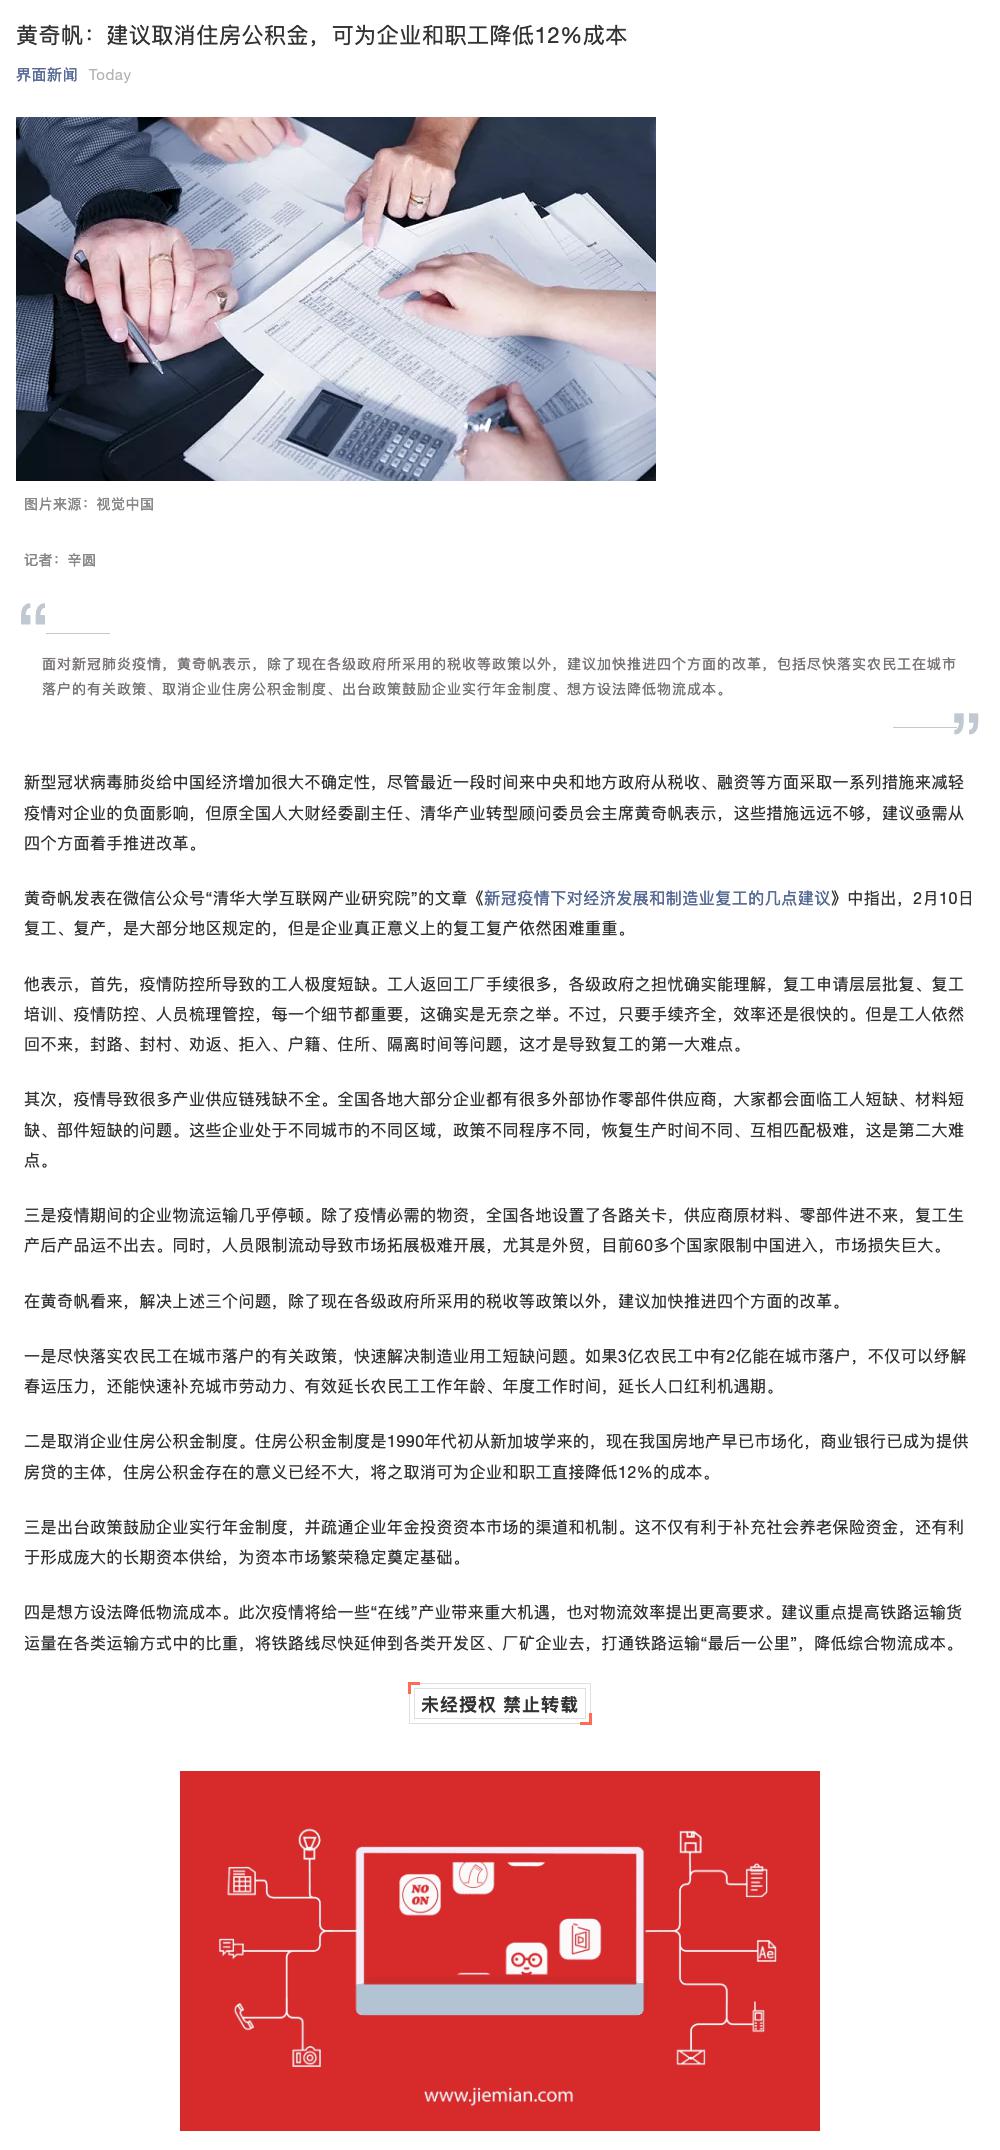 黄奇帆：建议取消住房公积金，可为企业和职工降低12%成本
界面新闻 Today
图片来源：视觉中国
记者：辛圆
面对新冠肺炎疫情，黄奇帆表示，除了现在各级政府所采用的税收等政策以外，建议加快推进四个方面的改革，包括尽快落实农民工在城市
落户的有关政策、取消企业住房公积金制度、出台政策鼓励企业实行年金制度、想方设法降低物流成本。
新型冠状病毒肺炎给中国经济增加很大不确定性，尽管最近一段时间来中央和地方政府从税收、融资等方面采取一系列措施来减轻
疫情对企业的负面影响，但原全国人大财经委副主任、清华产业转型顾问委员会主席黄奇帆表示，这些措施远远不够，建议亟需从
四个方面着手推进改革。
黄奇帆发表在微信公众号“清华大学互联网产业研究院”的文章《新冠疫情下对经济发展和制造业复工的几点建议》中指出，2月10日
复工、复产，是大部分地区规定的，但是企业真正意义上的复工复产依然困难重重。
他表示，首先，疫情防控所导致的工人极度短缺。工人返回工厂手续很多，各级政府之担忧确实能理解，复工申请层层批复、复工
培训、疫情防控、人员梳理管控，每一个细节都重要，这确实是无奈之举。不过，只要手续齐全，效率还是很快的。但是工人依然
回不来，封路、封村、劝返、拒入、户籍、住所、隔离时间等问题，这才是导致复工的第一大难点。
其次，疫情导致很多产业供应链残缺不全。全国各地大部分企业都有很多外部协作零部件供应商，大家都会面临工人短缺、材料短
缺、部件短缺的问题。这些企业处于不同城市的不同区域，政策不同程序不同，恢复生产时间不同、互相匹配极难，这是第二大难
点。
三是疫情期间的企业物流运输几乎停顿。除了疫情必需的物资，全国各地设置了各路关卡，供应商原材料、零部件进不来，复工生
产后产品运不出去。同时，人员限制流动导致市场拓展极难开展，尤其是外贸，目前60多个国家限制中国进入，市场损失巨大。
在黄奇帆看来，解决上述三个问题，除了现在各级政府所采用的税收等政策以外，建议加快推进四个方面的改革。
一是尽快落实农民工在城市落户的有关政策，快速解决制造业用工短缺问题。如果3亿农民工中有2亿能在城市落户，不仅可以纾解
春运压力，还能快速补充城市劳动力、有效延长农民工工作年龄、年度工作时间，延长人口红利机遇期。
二是取消企业住房公积金制度。住房公积金制度是1990年代初从新加坡学来的，现在我国房地产早已市场化，商业银行已成为提供
房贷的主体，住房公积金存在的意义已经不大，将之取消可为企业和职工直接降低12%的成本。
三是出台政策鼓励企业实行年金制度，并疏通企业年金投资资本市场的渠道和机制。这不仅有利于补充社会养老保险资金，还有利
于形成庞大的长期资本供给，为资本市场繁荣稳定奠定基础。
四是想方设法降低物流成本。此次疫情将给一些“在线”产业带来重大机遇，也对物流效率提出更高要求。建议重点提高铁路运输货
运量在各类运输方式中的比重，将铁路线尽快延伸到各类开发区、厂矿企业去，打通铁路运输“最后一公里”，降低综合物流成本。
未经授权 禁止转载
NO
ON
Ae
www.jiemian.com